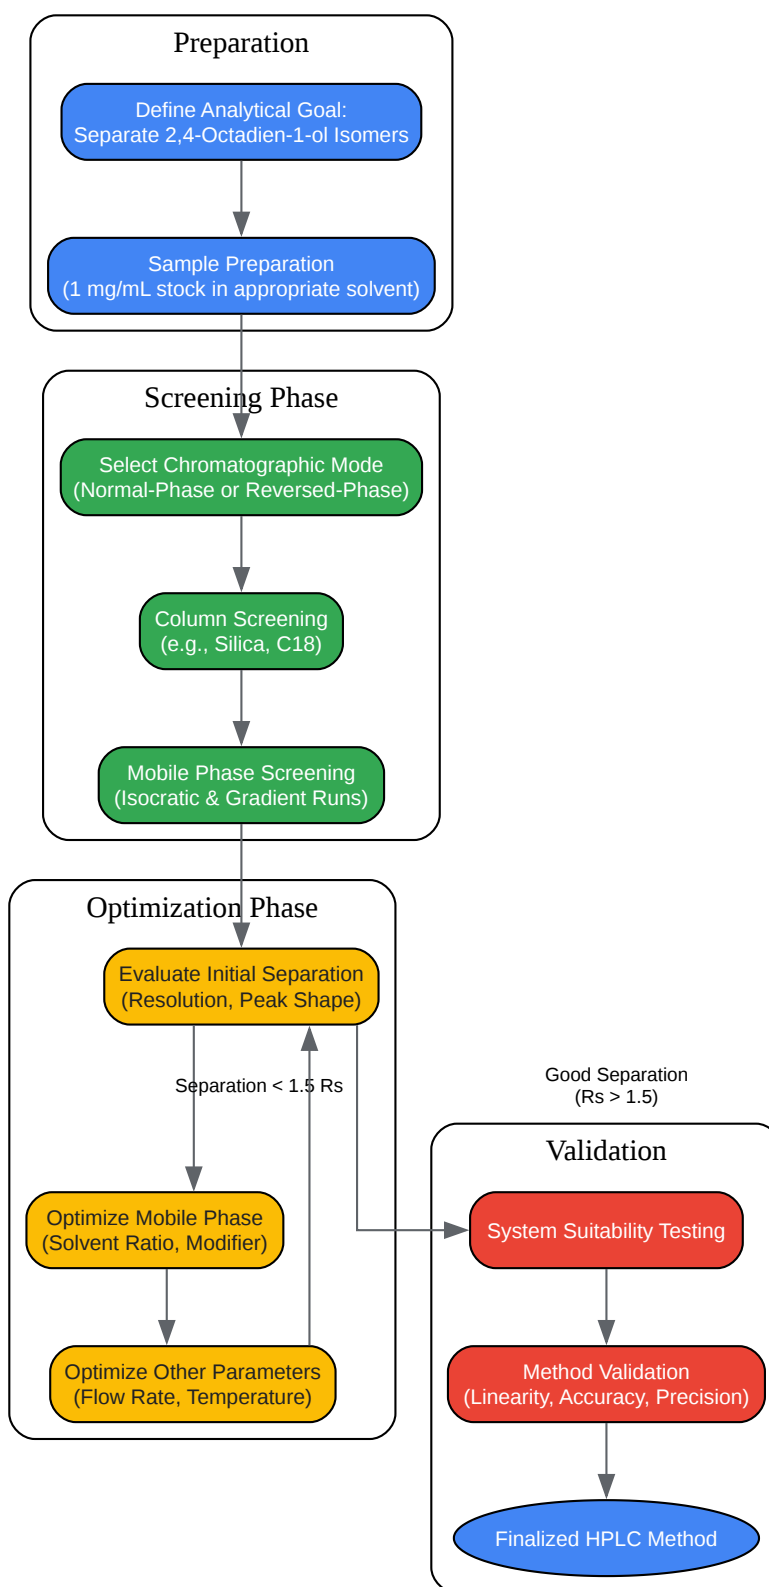 Preparation
Define Analytical Goal:
Separate 2,4-Octadien-1-ol Isomers
Sample Preparation
(1 mg/mL stock in appropriate solvent)
Screening Phase
Select Chromatographic Mode
(Normal-Phase or Reversed-Phase)
Column Screening
(e.g., Silica, C18)
Mobile Phase Screening
(Isocratic & Gradient Runs)
Optimization Phase
Evaluate Initial Separation
(Resolution, Peak Shape)
Separation < 1.5 Rs
Optimize Mobile Phase
(Solvent Ratio, Modifier)
Optimize Other Parameters
(Flow Rate, Temperature)
Good Separation
(Rs > 1.5)
Validation
System Suitability Testing
Method Validation
(Linearity, Accuracy, Precision)
Finalized HPLC Method